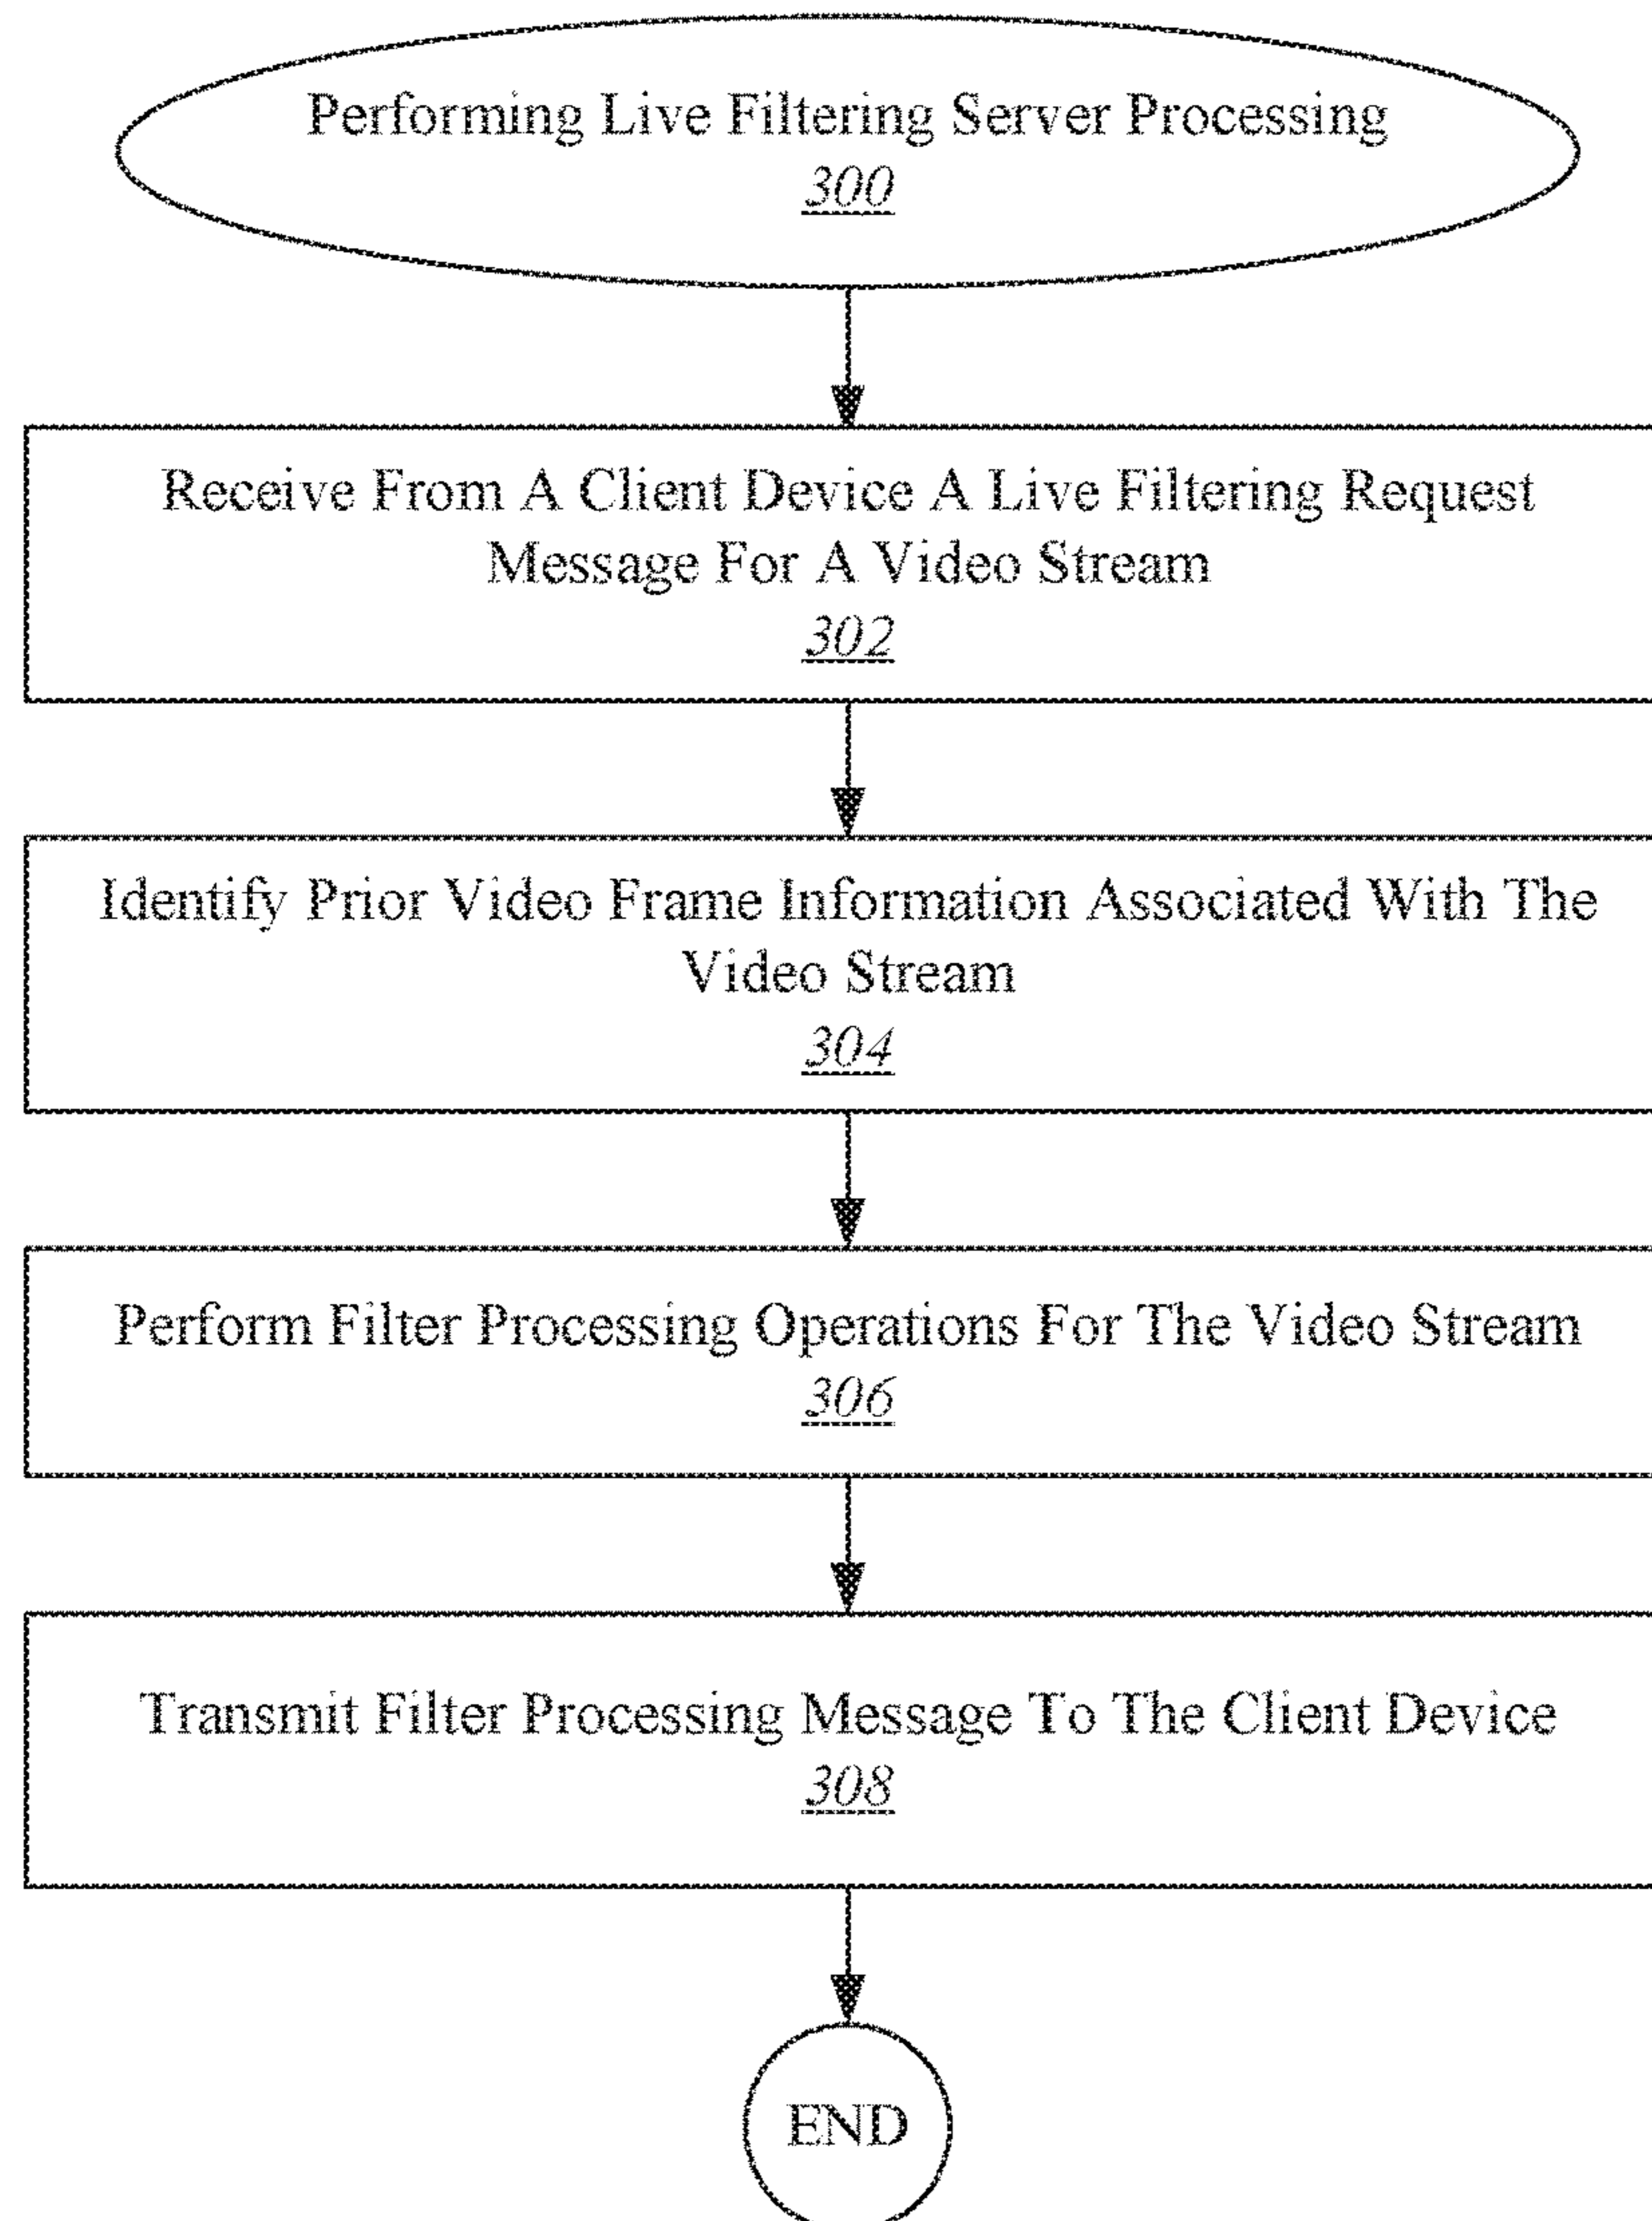 Performing Live Filtering Server Processing
300
Receive From A Client Device A Live Filtering Request
Message For A Video Stream
302
Identify Prior Video Frame Information Associated With The
Video Stream
304
Perform Filter Processing Operations For The Video Stream
306
Transmit Filter Processing Message To The Client Device
308
END